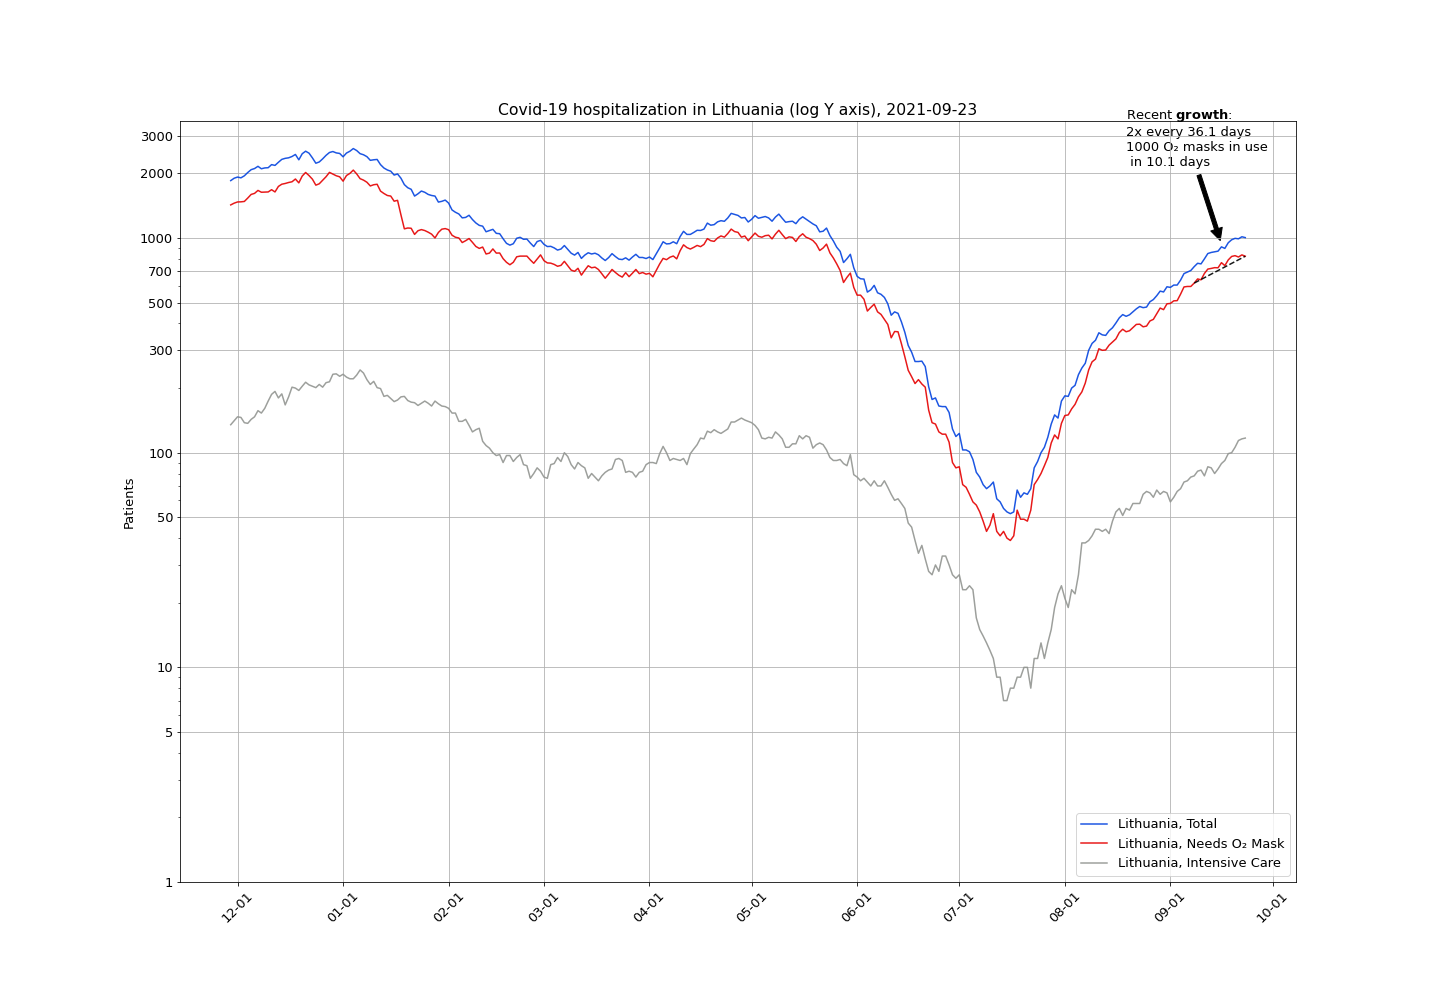 Covid-19 hospitalization in Lithuania (log Y axis), 2021-09-23
Recent growth:
2x every 36.1 days
1000 O₂ masks in use
in 10.1 days
Patients
3000
2000
1000
700
500
300
100
50
10
5
1
12-01
01-01
02-01
03-01
04-01
05-01
06-01
07-01
08-01
09-01
10-01
Lithuania, Total
Lithuania, Needs O₂ Mask
Lithuania, Intensive Care